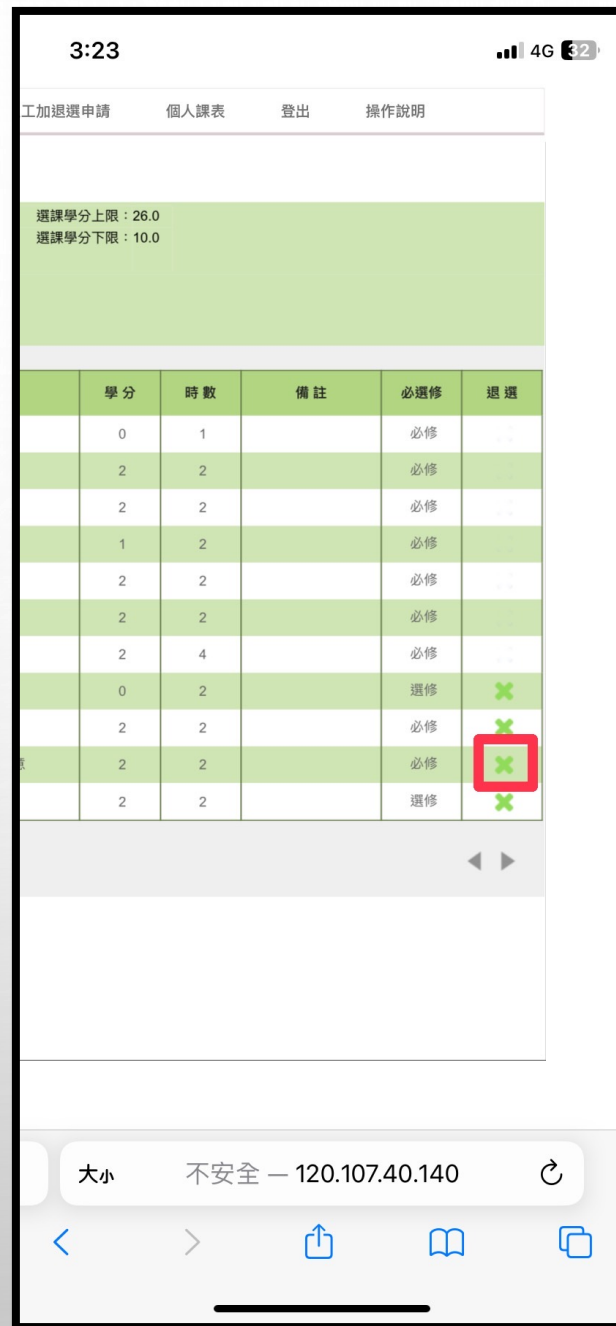 3:23 4G 32
工加退選申請 個人課表 登出 操作說明
選課學分上限：26.0
選課學分下限：10.0
學分 時數 備註 必選修 退選
0 1 必修
2 2 必修
2 2 必修
1 2 必修
2 2 必修
2 2 必修
2 4 必修
0 2 選修
2 2 必修
2 2 必修
2 2 選修
大小 不安全 — 120.107.40.140